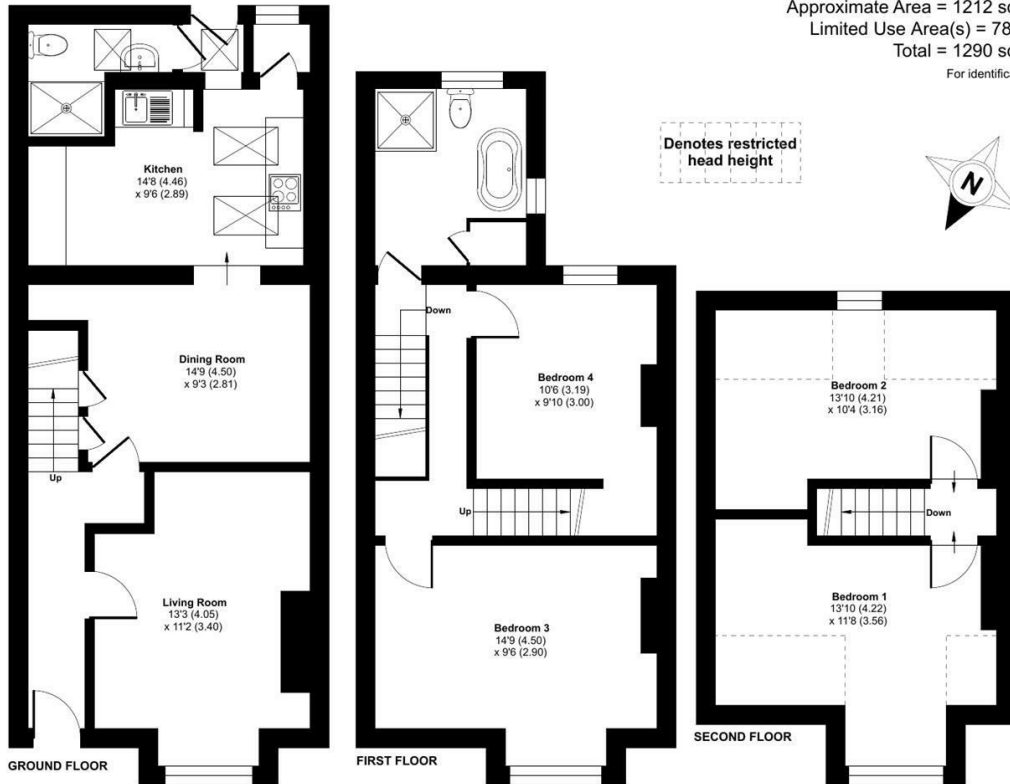 Approximate Area = 1212 sq
Limited Use Area(s) = 78
Total = 1290 sq
For identifica
Denotes restricted
head height
N
Kitchen
14'8 (4.46)
x 9'6 (2.89)
Dining Room
14'9 (4.50)
x 9'3 (2.81)
Up
Living Room
13'3 (4.05)
x 11'2 (3.40)
GROUND FLOOR
Down
Bedroom 4
10'6 (3.19)
x 9'10 (3.00)
Up
Bedroom 3
14'9 (4.50)
x 9'6 (2.90)
FIRST FLOOR
Bedroom 2
13'10 (4.21)
x 10'4 (3.16)
Down
Bedroom 1
13'10 (4.22)
x 11'8 (3.56)
SECOND FLOOR